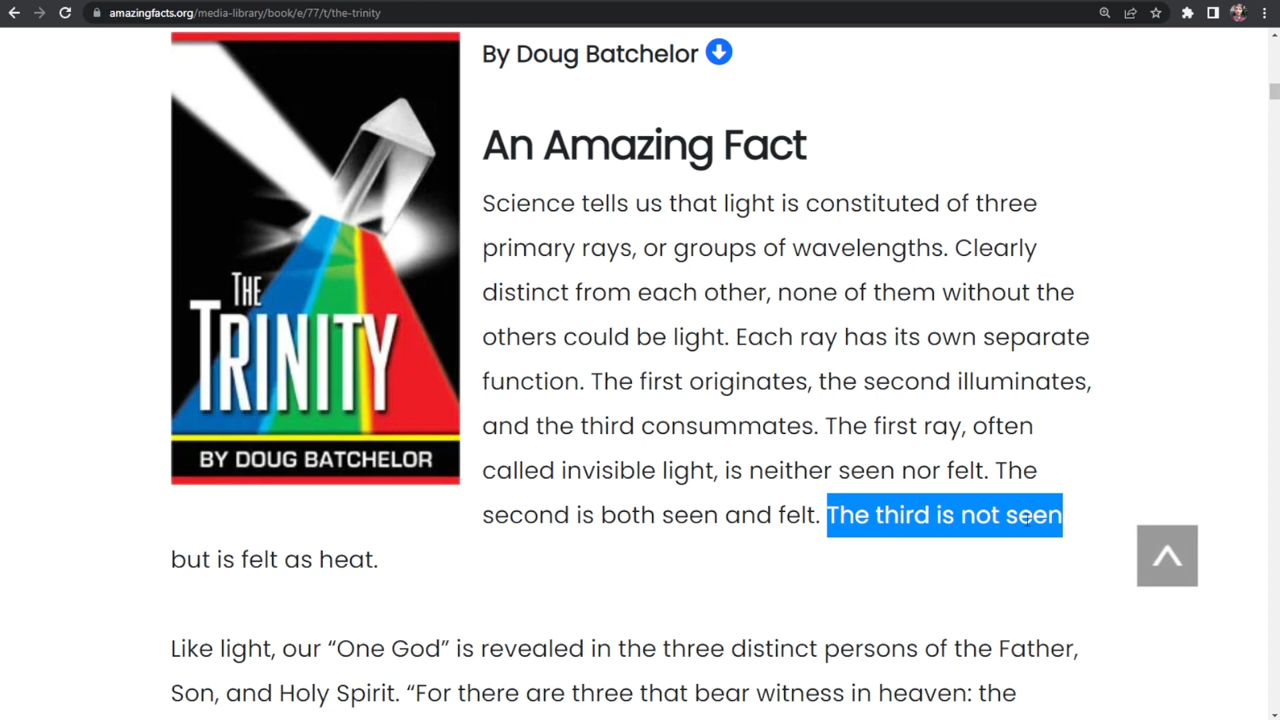 amazingfacts.org/media-library/book/e/77/t/the-trinity
THE
TRINITY
BY DOUG BATCHELOR
By Doug Batchelor
An Amazing Fact
Science tells us that light is constituted of three
primary rays, or groups of wavelengths. Clearly
distinct from each other, none of them without the
others could be light. Each ray has its own separate
function. The first originates, the second illuminates,
and the third consummates. The first ray, often
called invisible light, is neither seen nor felt. The
second is both seen and felt. The third is not seen
but is felt as heat.
Like light, our “One God” is revealed in the three distinct persons of the Father,
Son, and Holy Spirit. “For there are three that bear witness in heaven: the